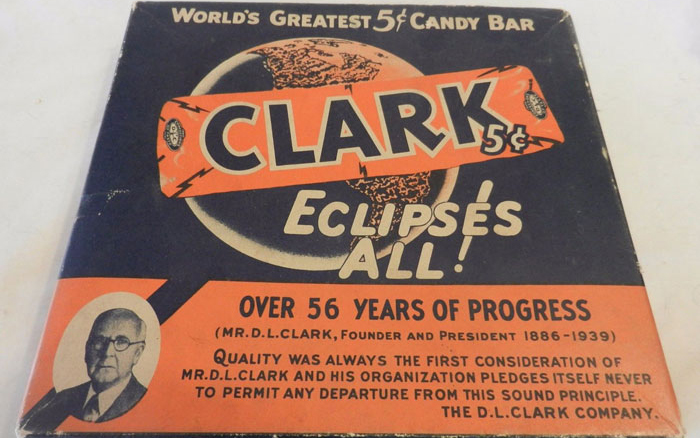 WORLD'S GREATEST 5¢ CANDY BAR
CLARK
5¢
ECLIPSES
ALL!
OVER 56 YEARS OF PROGRESS
(MR.D.L.CLARK, FOUNDER AND PRESIDENT 1886-1939)
QUALITY WAS ALWAYS THE FIRST CONSIDERATION OF
MR.D.L.CLARK AND HIS ORGANIZATION PLEDGES ITSELF NEVER
TO PERMIT ANY DEPARTURE FROM THIS SOUND PRINCIPLE.
THE D.L.CLARK COMPANY.